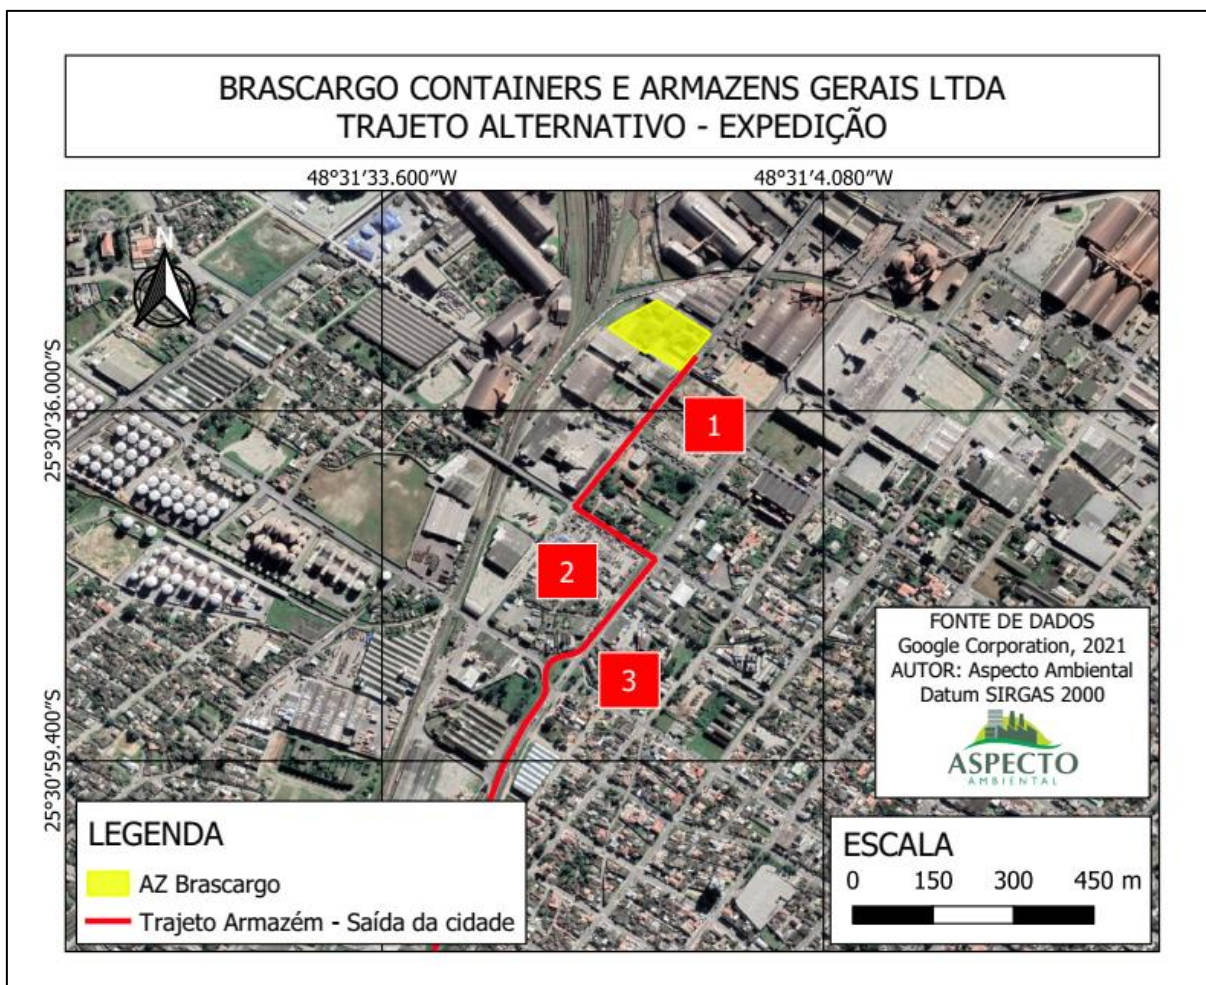 BRASCARGO CONTAINERS E ARMAZENS GERAIS LTDA
TRAJETO ALTERNATIVO - EXPEDIÇÃO
48°31′33.600″W
48°31′4.080″W
N
25°30′36.000″S
25°30′59.400″S
1
2
3
FONTE DE DADOS
Google Corporation, 2021
AUTOR: Aspecto Ambiental
Datum SIRGAS 2000
ASPECTO
AMBIENTAL
LEGENDA
AZ Brascargo
Trajeto Armazém - Saída da cidade
ESCALA
0 150 300 450 m